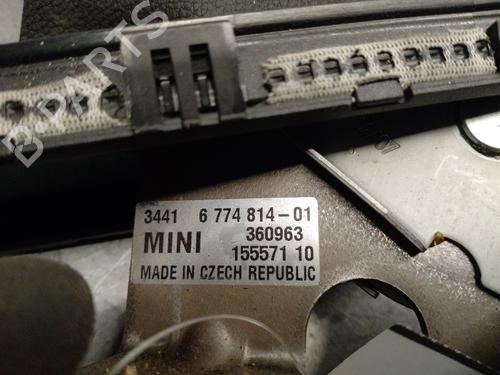 B-PARTS
3441 6 774 814-01
MINI 360963
155571 10
MADE IN CZECH REPUBLIC